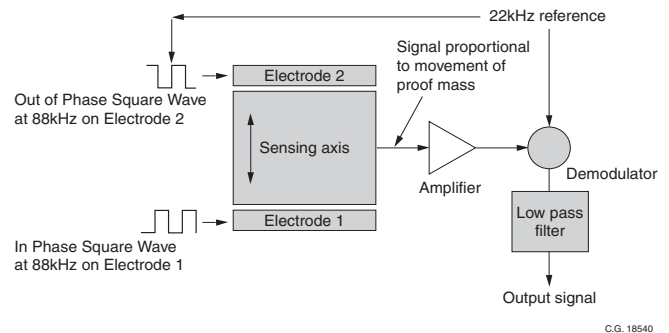 22kHz reference
Signal proportional
to movement of
proof mass
Electrode 2
Out of Phase Square Wave
at 88kHz on Electrode 2
Sensing axis
Amplifier
Demodulator
Low pass
filter
Electrode 1
In Phase Square Wave
at 88kHz on Electrode 1
Output signal
C.G. 18540